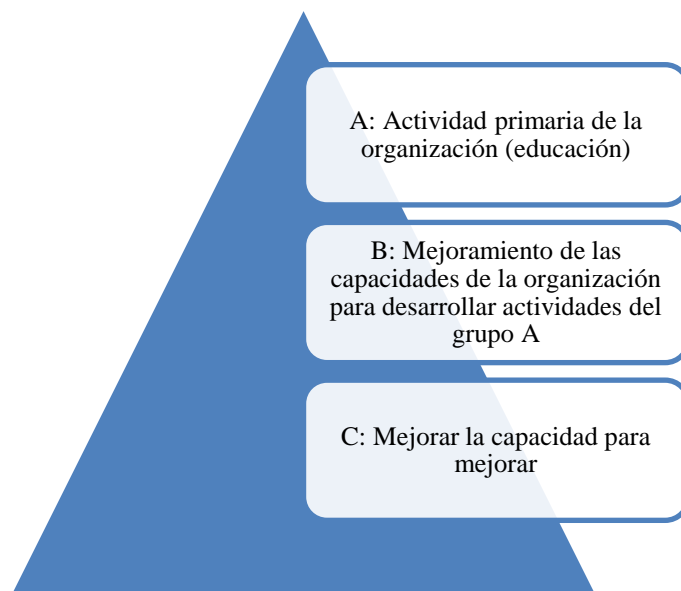 A: Actividad primaria de la
organización (educación)
B: Mejoramiento de las
capacidades de la organización
para desarrollar actividades del
grupo A
C: Mejorar la capacidad para
mejorar